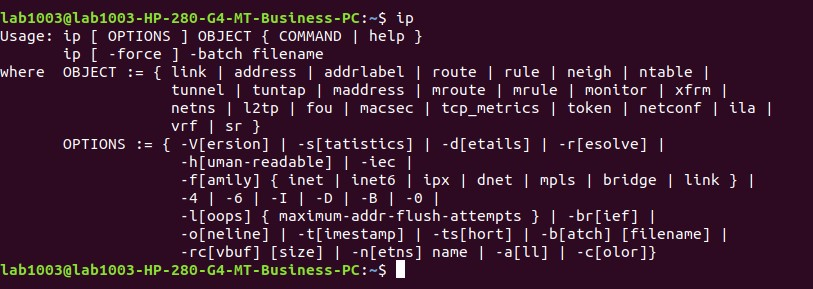 lab1003@lab1003-HP-280-G4-MT-Business-PC:~$ ip
Usage: ip [ OPTIONS ] OBJECT { COMMAND | help }
       ip [ -force ] -batch filename
where  OBJECT := { link | address | addrlabel | route | rule | neigh | ntable |
                   tunnel | tuntap | maddress | mroute | mrule | monitor | xfrm |
                   netns | l2tp | fou | macsec | tcp_metrics | token | netconf | ila |
                   vrf | sr }
       OPTIONS := { -V[ersion] | -s[tatistics] | -d[etails] | -r[esolve] |
                    -h[uman-readable] | -iec |
                    -f[amily] { inet | inet6 | ipx | dnet | mpls | bridge | link } |
                    -4 | -6 | -I | -D | -B | -0 |
                    -l[oops] { maximum-addr-flush-attempts } | -br[ief] |
                    -o[neline] | -t[imestamp] | -ts[hort] | -b[atch] [filename] |
                    -rc[vbuf] [size] | -n[etns] name | -a[ll] | -c[olor]}
lab1003@lab1003-HP-280-G4-MT-Business-PC:~$